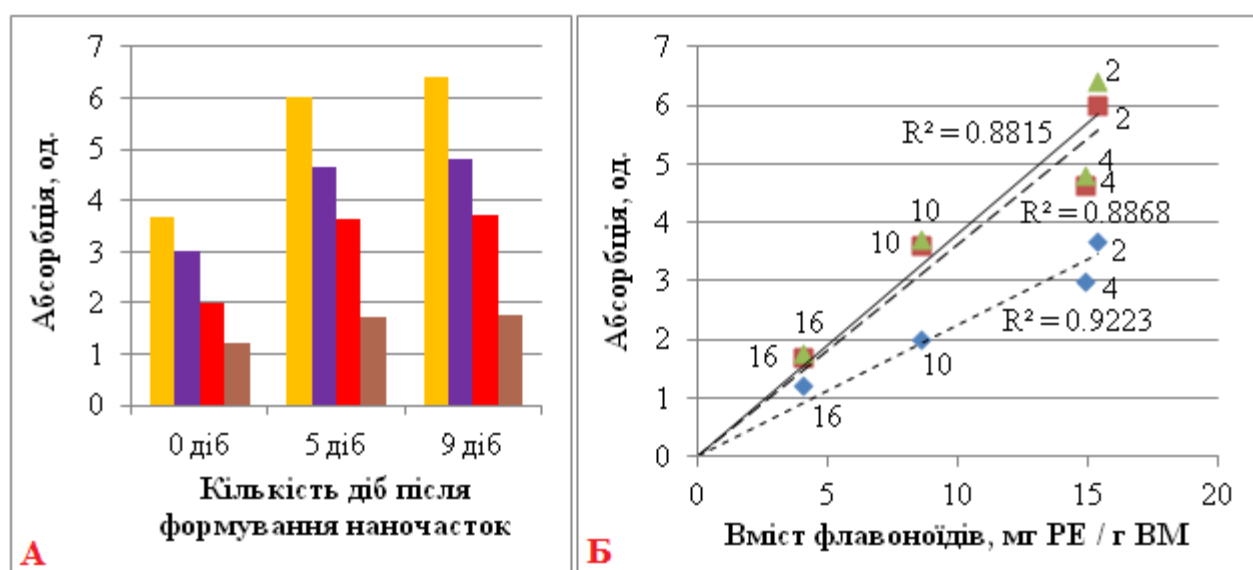 7
6
5
4
3
2
1
0
Абсорбція, од.
0 діб
5 діб
9 діб
Кількість діб після
формування наночасток
А
7
6
5
4
3
2
1
0
Абсорбція, од.
2
2
R² = 0.8815
4
4
R² = 0.8868
10
10
2
4
R² = 0.9223
16
16
10
16
0
5
10
15
20
Вміст флавоноїдів, мг РЕ / г ВМ
Б